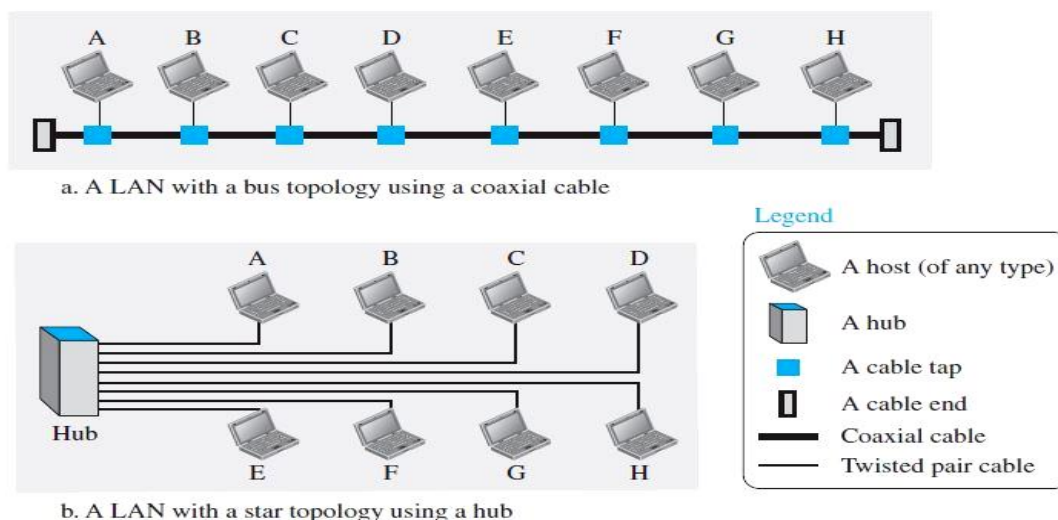 A B C D E F G H
a. A LAN with a bus topology using a coaxial cable
A B C D
Hub
E F G H
b. A LAN with a star topology using a hub
Legend
A host (of any type)
A hub
A cable tap
A cable end
Coaxial cable
Twisted pair cable